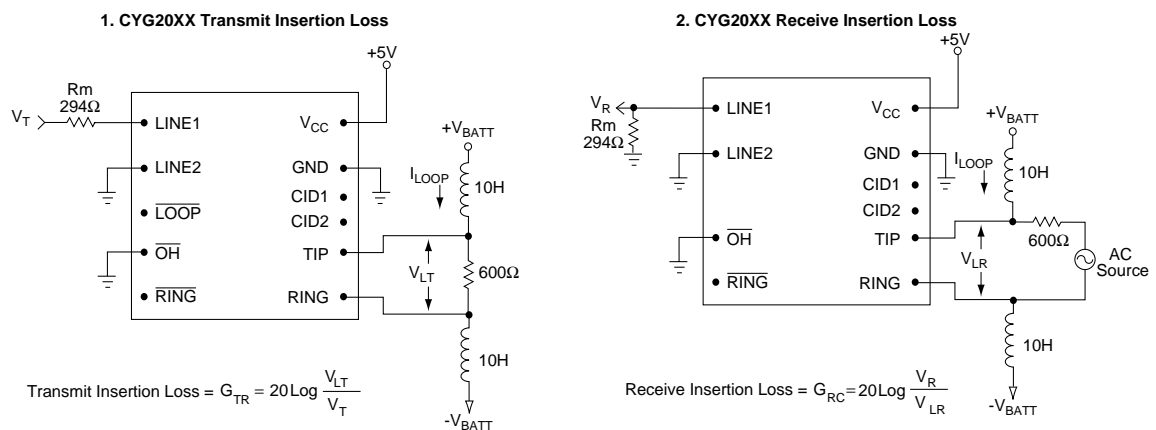 1. CYG20XX Transmit Insertion Loss
+5V
Rm
294Ω
V_T
LINE1
V_CC
LINE2
GND
CID1
LOOP
CID2
OH
TIP
RING
RING
+V_BATT
I_LOOP
10H
V_LT
600Ω
10H
-V_BATT
Transmit Insertion Loss = G_TR = 20Log V_LT / V_T
2. CYG20XX Receive Insertion Loss
+5V
V_R
Rm
294Ω
LINE1
V_CC
LINE2
GND
CID1
CID2
OH
TIP
RING
RING
+V_BATT
I_LOOP
10H
600Ω
V_LR
AC
Source
10H
-V_BATT
Receive Insertion Loss = G_RC = 20Log V_R / V_LR